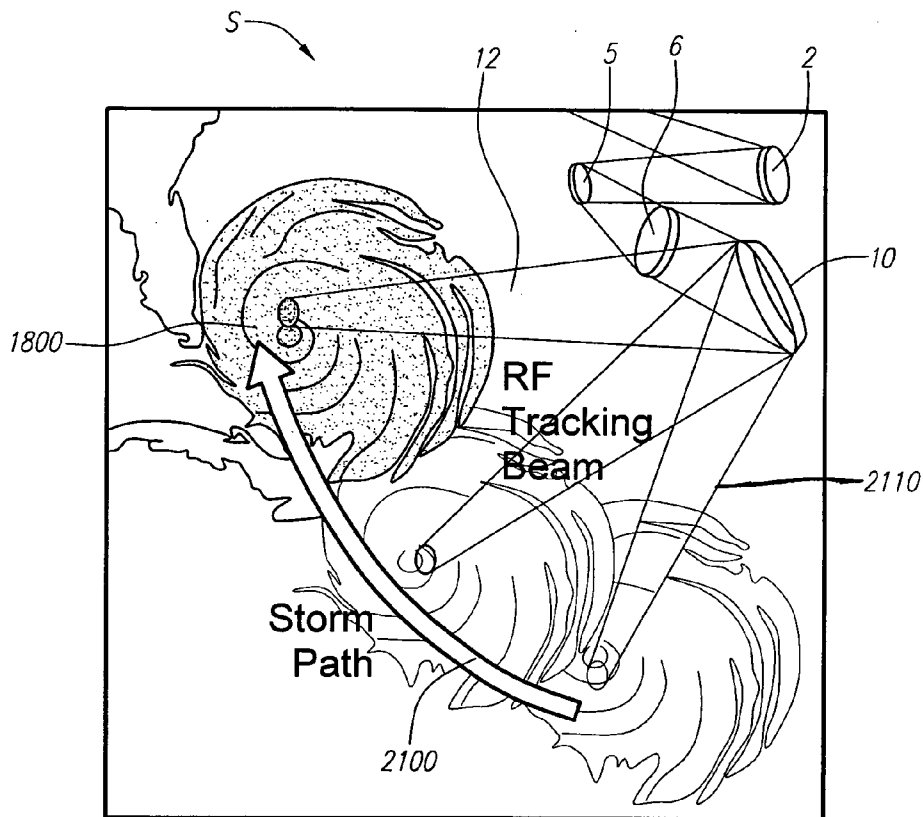 S
12
5
6
2
10
1800
RF
Tracking
Beam
2110
Storm
Path
2100